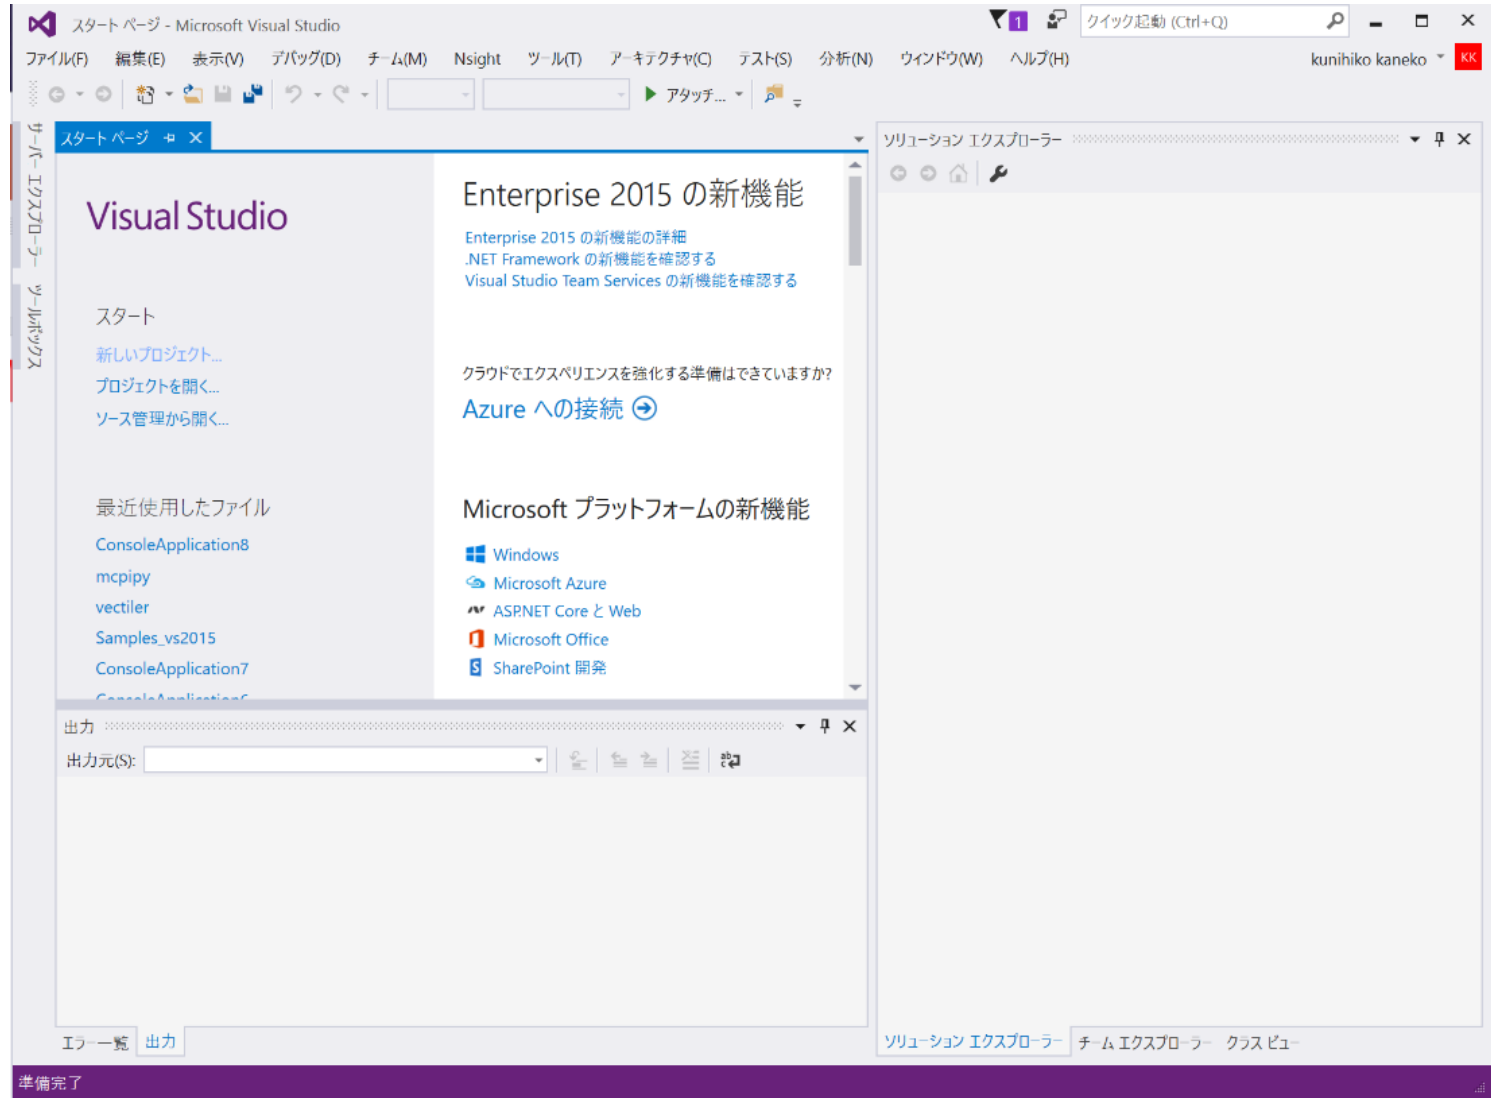 スタート ページ - Microsoft Visual Studio
1
クイック起動 (Ctrl+Q)
ファイル(F) 編集(E) 表示(V) デバッグ(D) チーム(M) Nsight ツール(T) アーキテクチャ(C) テスト(S) 分析(N) ウィンドウ(W) ヘルプ(H)
kunihiko kaneko KK
アタッチ...
サーバー エクスプローラー
ツールボックス
スタート ページ
Visual Studio
スタート
新しいプロジェクト...
プロジェクトを開く...
ソース管理から開く...
最近使用したファイル
ConsoleApplication8
mcpipy
vectiler
Samples_vs2015
ConsoleApplication7
ConsoleApplication6
Enterprise 2015 の新機能
Enterprise 2015 の新機能の詳細
.NET Framework の新機能を確認する
Visual Studio Team Services の新機能を確認する
クラウドでエクスペリエンスを強化する準備はできていますか?
Azure への接続
Microsoft プラットフォームの新機能
Windows
Microsoft Azure
ASP.NET Core と Web
Microsoft Office
SharePoint 開発
出力
出力元(S):
エラー一覧 出力
ソリューション エクスプローラー
ソリューション エクスプローラー チーム エクスプローラー クラス ビュー
準備完了